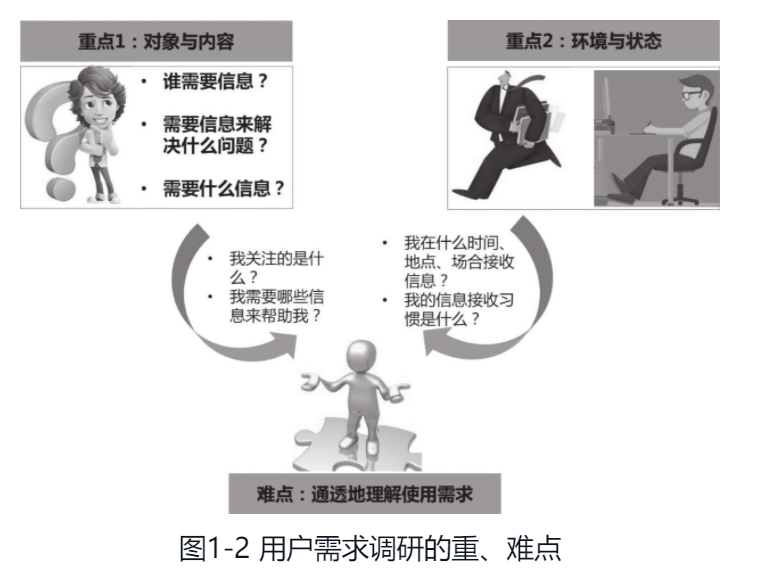 重点1：对象与内容
• 谁需要信息？
• 需要信息来解
决什么问题？
• 需要什么信息？
重点2：环境与状态
• 我关注的是什
么？
• 我需要哪些信
息来帮助我？
• 我在什么时间、
地点、场合接收
信息？
• 我的信息接收习
惯是什么？
难点：通透地理解使用需求
图1-2 用户需求调研的重、难点